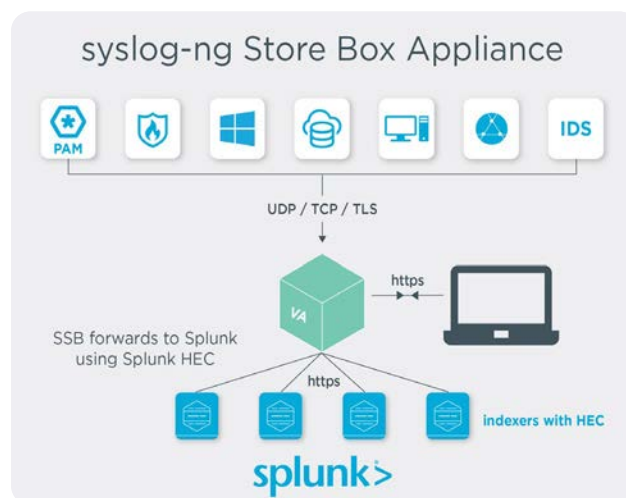 syslog-ng Store Box Appliance
PAM
IDS
UDP / TCP / TLS
https
VA
SSB forwards to Splunk
using Splunk HEC
https
indexers with HEC
splunk>